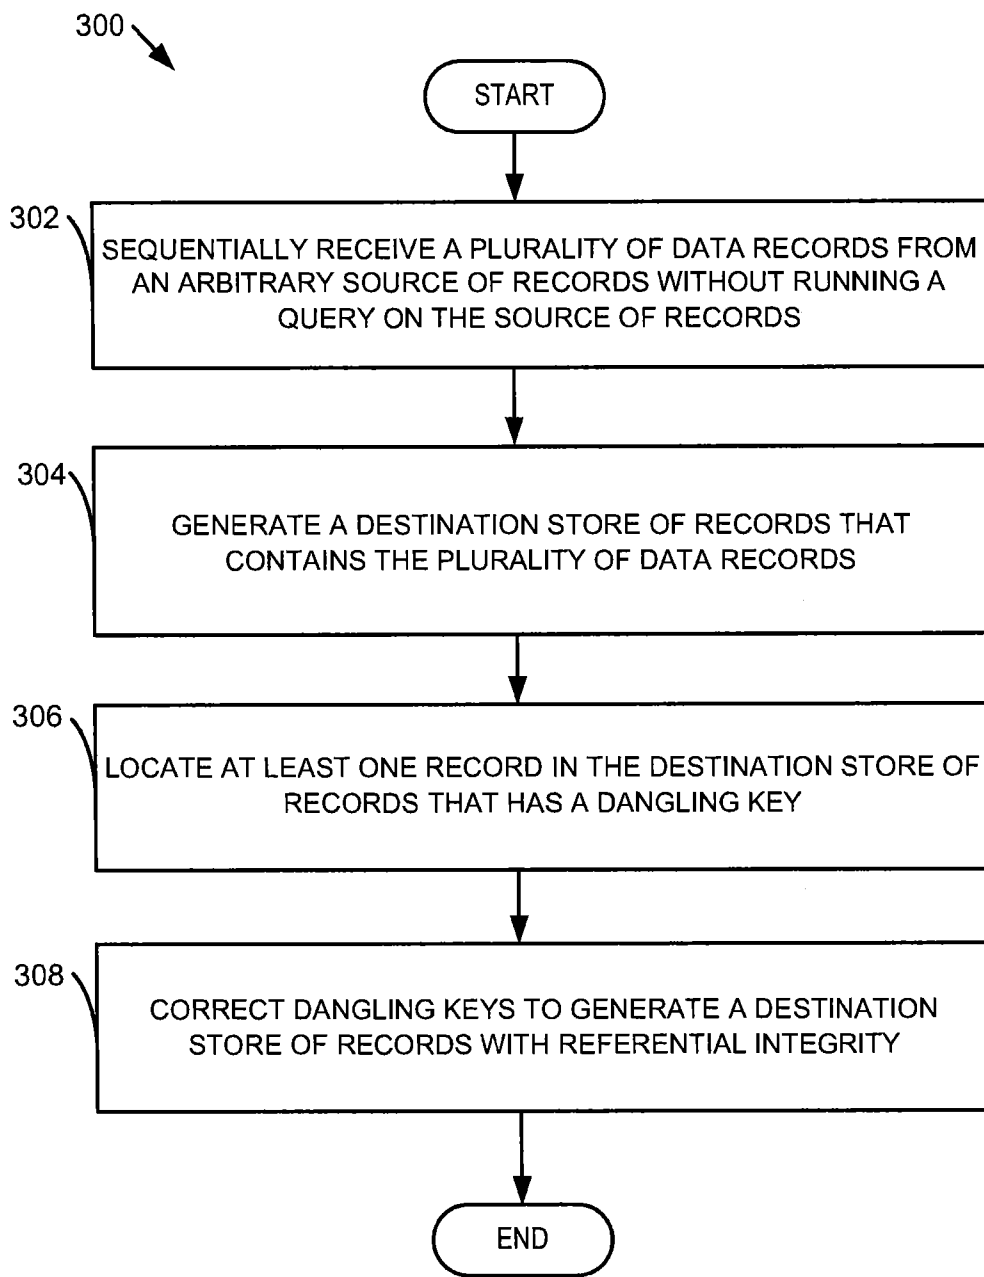 300
START
302
SEQUENTIALLY RECEIVE A PLURALITY OF DATA RECORDS FROM
AN ARBITRARY SOURCE OF RECORDS WITHOUT RUNNING A
QUERY ON THE SOURCE OF RECORDS
304
GENERATE A DESTINATION STORE OF RECORDS THAT
CONTAINS THE PLURALITY OF DATA RECORDS
306
LOCATE AT LEAST ONE RECORD IN THE DESTINATION STORE OF
RECORDS THAT HAS A DANGLING KEY
308
CORRECT DANGLING KEYS TO GENERATE A DESTINATION
STORE OF RECORDS WITH REFERENTIAL INTEGRITY
END